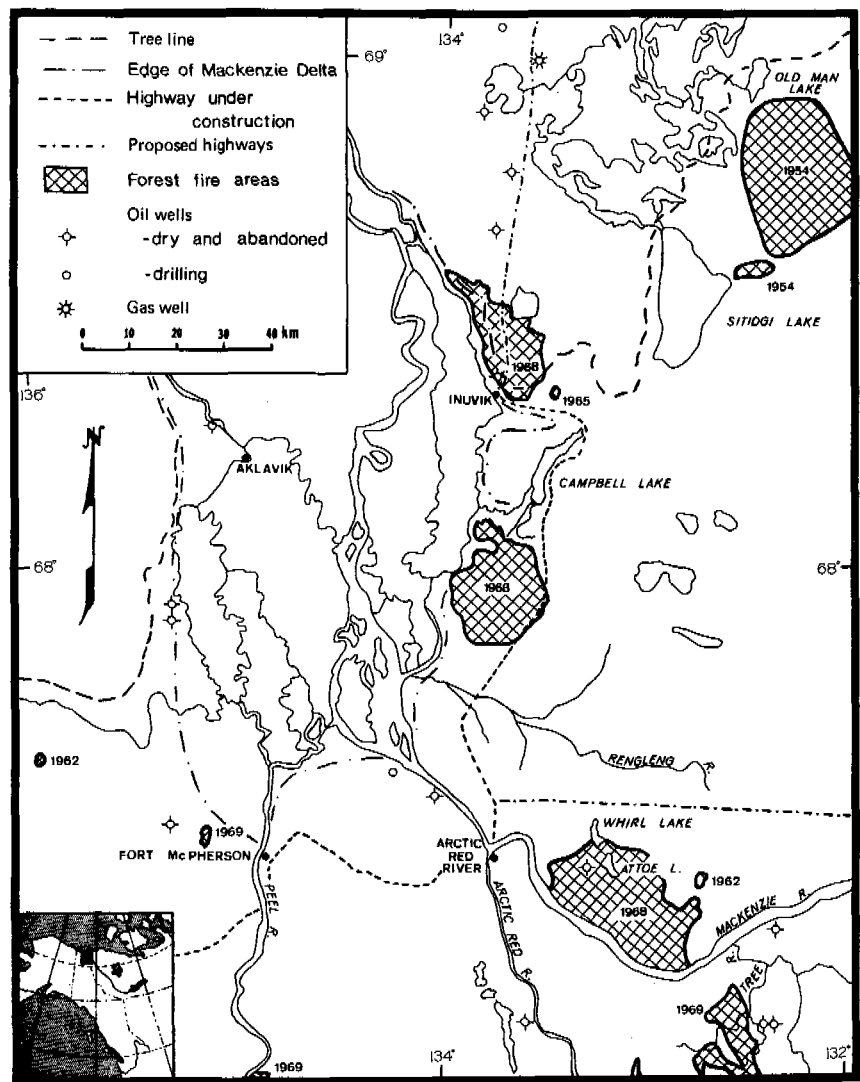 Tree line
Edge of Mackenzie Delta
Highway under
construction
Proposed highways
Forest fire areas
Oil wells
-dry and abandoned
-drilling
Gas well
0 10 20 30 40 km
134°
69°
OLD MAN
LAKE
1954
1954
SITIDGI LAKE
1968
136°
INUVIK
1965
N
AKLAVIK
CAMPBELL LAKE
68°
1968
68°
1962
RENGLENG
R.
1969
FORT McPHERSON
ARCTIC
RED
RIVER
WHIRL LAKE
ATTOE L.
1962
1968
MACKENZIE R.
PEEL R.
ARCTIC RED R.
TREE R.
1969
1969
134°
132°